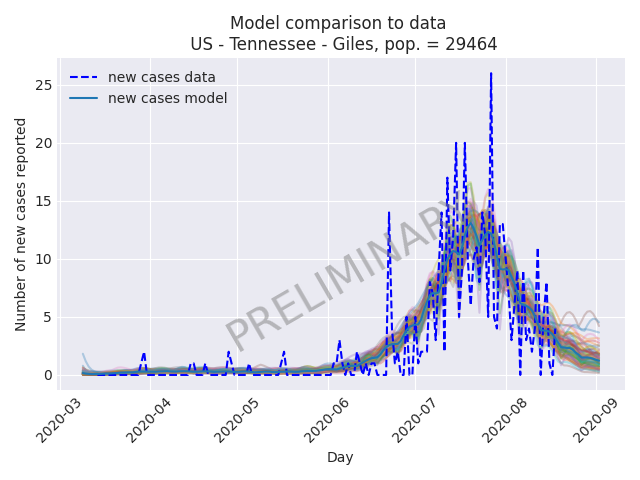 Model comparison to data
US - Tennessee - Giles, pop. = 29464
new cases data
new cases model
Number of new cases reported
25
20
15
10
5
0
PRELIMINARY
2020-03
2020-04
2020-05
2020-06
2020-07
2020-08
2020-09
Day